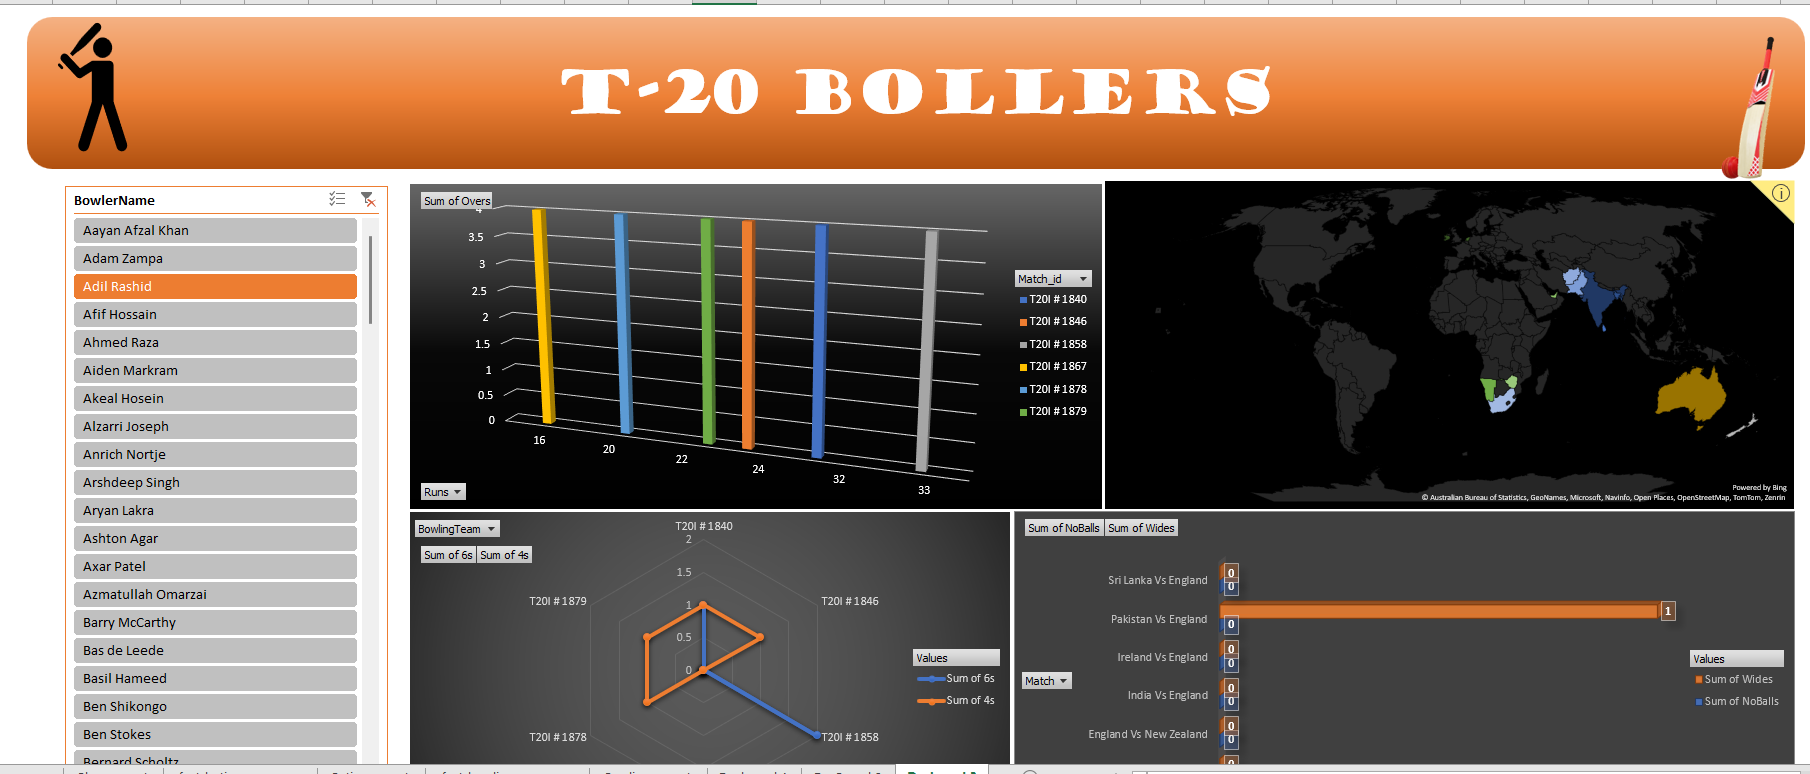 T-20 BOLLERS
BowlerName
Aayan Afzal Khan
Adam Zampa
Adil Rashid
Afif Hossain
Ahmed Raza
Aiden Markram
Akeal Hosein
Alzarri Joseph
Anrich Nortje
Arshdeep Singh
Aryan Lakra
Ashton Agar
Axar Patel
Azmatullah Omarzai
Barry McCarthy
Bas de Leede
Basil Hameed
Ben Shikongo
Ben Stokes
Bernard Scholtz
Sum of Overs
4
3.5
3
2.5
2
1.5
1
0.5
0
16
20
22
24
32
33
Runs
Match_id
T20I # 1840
T20I # 1846
T20I # 1858
T20I # 1867
T20I # 1878
T20I # 1879
Powered by Bing
© Australian Bureau of Statistics, GeoNames, Microsoft, Navinfo, Open Places, OpenStreetMap, TomTom, Zenrin
BowlingTeam
Sum of 6s Sum of 4s
T20I # 1840
2
1.5
1
0.5
0
T20I # 1879
T20I # 1846
T20I # 1878
T20I # 1858
Values
Sum of 6s
Sum of 4s
Sum of NoBalls Sum of Wides
Match
Sri Lanka Vs England
0
0
Pakistan Vs England
1
0
Ireland Vs England
0
0
India Vs England
0
0
England Vs New Zealand
0
0
0
Values
Sum of Wides
Sum of NoBalls